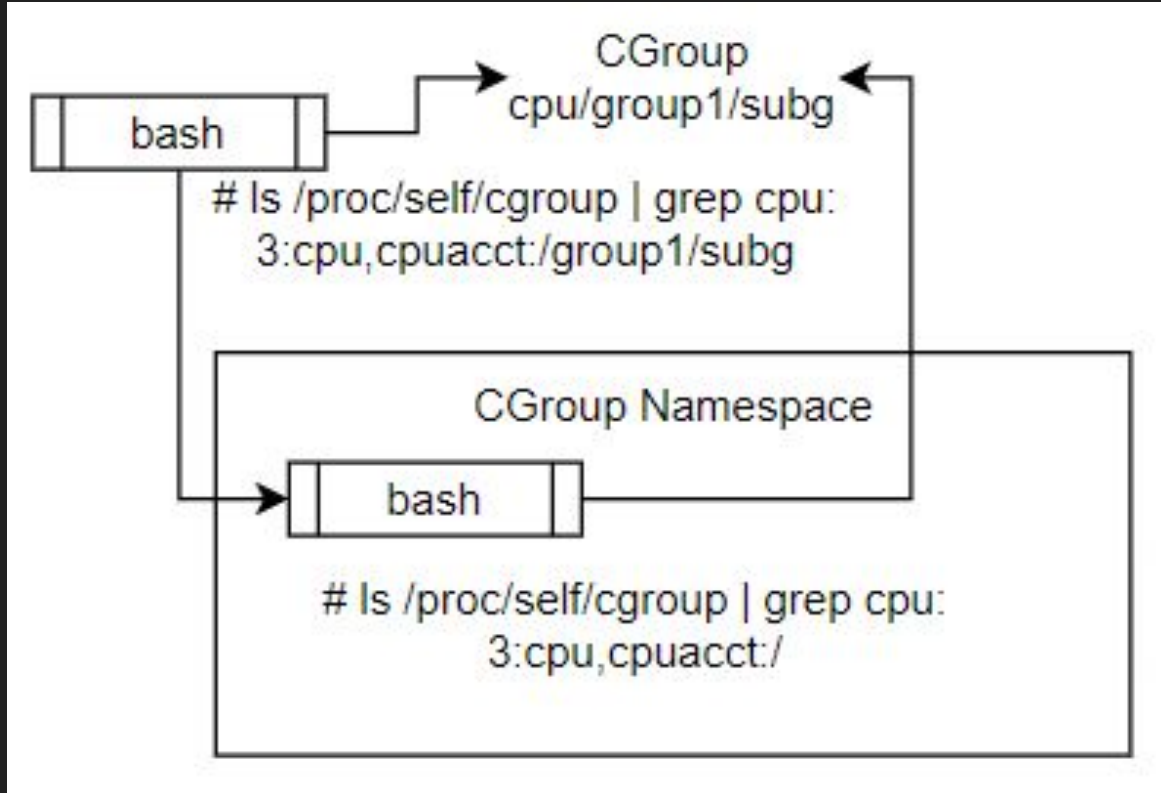 CGroup
cpu/group1/subg
bash
# ls /proc/self/cgroup | grep cpu:
3:cpu,cpuacct:/group1/subg
CGroup Namespace
bash
# ls /proc/self/cgroup | grep cpu:
3:cpu,cpuacct:/